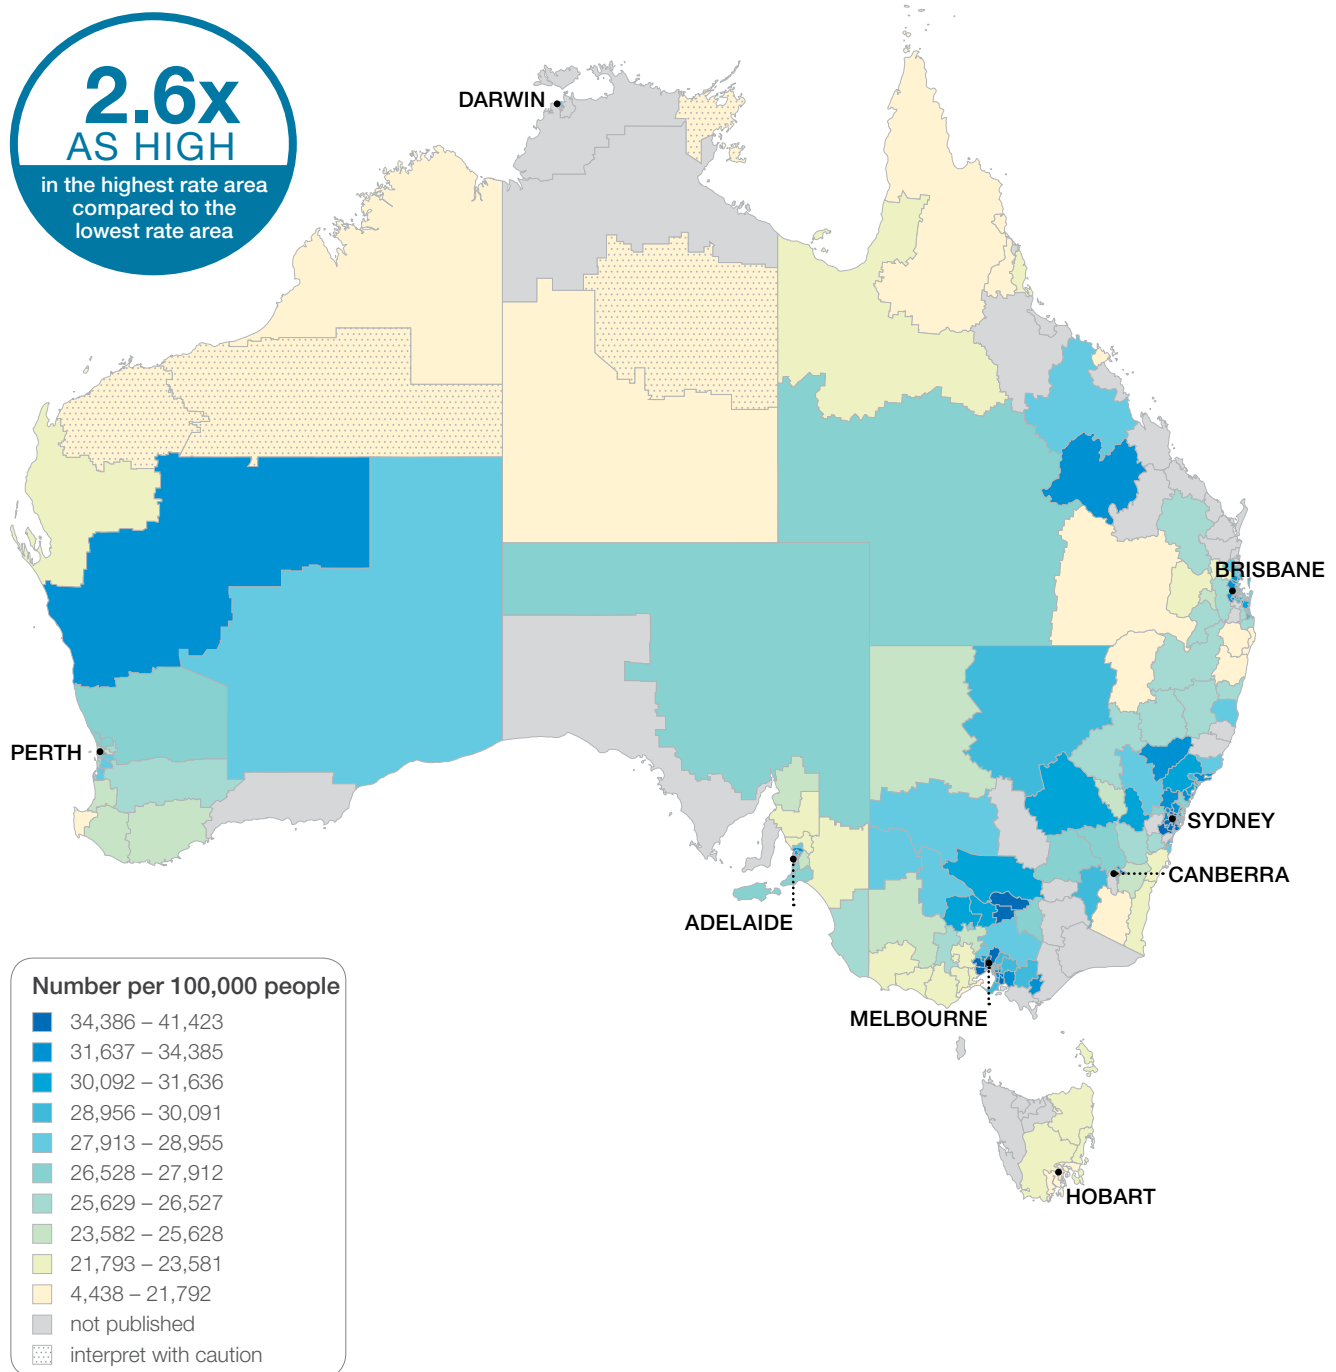 2.6x
AS HIGH
in the highest rate area
compared to the
lowest rate area
DARWIN
BRISBANE
PERTH
SYDNEY
CANBERRA
ADELAIDE
MELBOURNE
HOBART
Number per 100,000 people
34,386 – 41,423
31,637 – 34,385
30,092 – 31,636
28,956 – 30,091
27,913 – 28,955
26,528 – 27,912
25,629 – 26,527
23,582 – 25,628
21,793 – 23,581
4,438 – 21,792
not published
interpret with caution